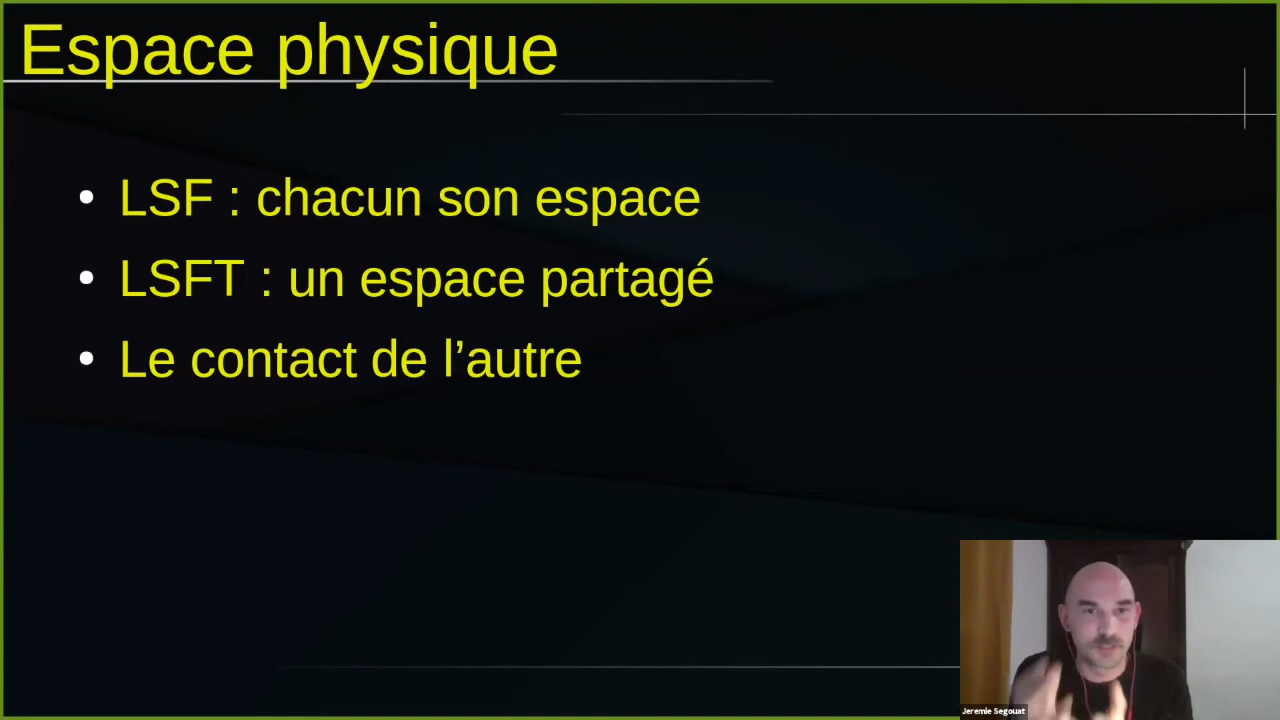 Espace physique
LSF : chacun son espace
LSFT : un espace partagé
Le contact de l’autre
Jeremie Segouat